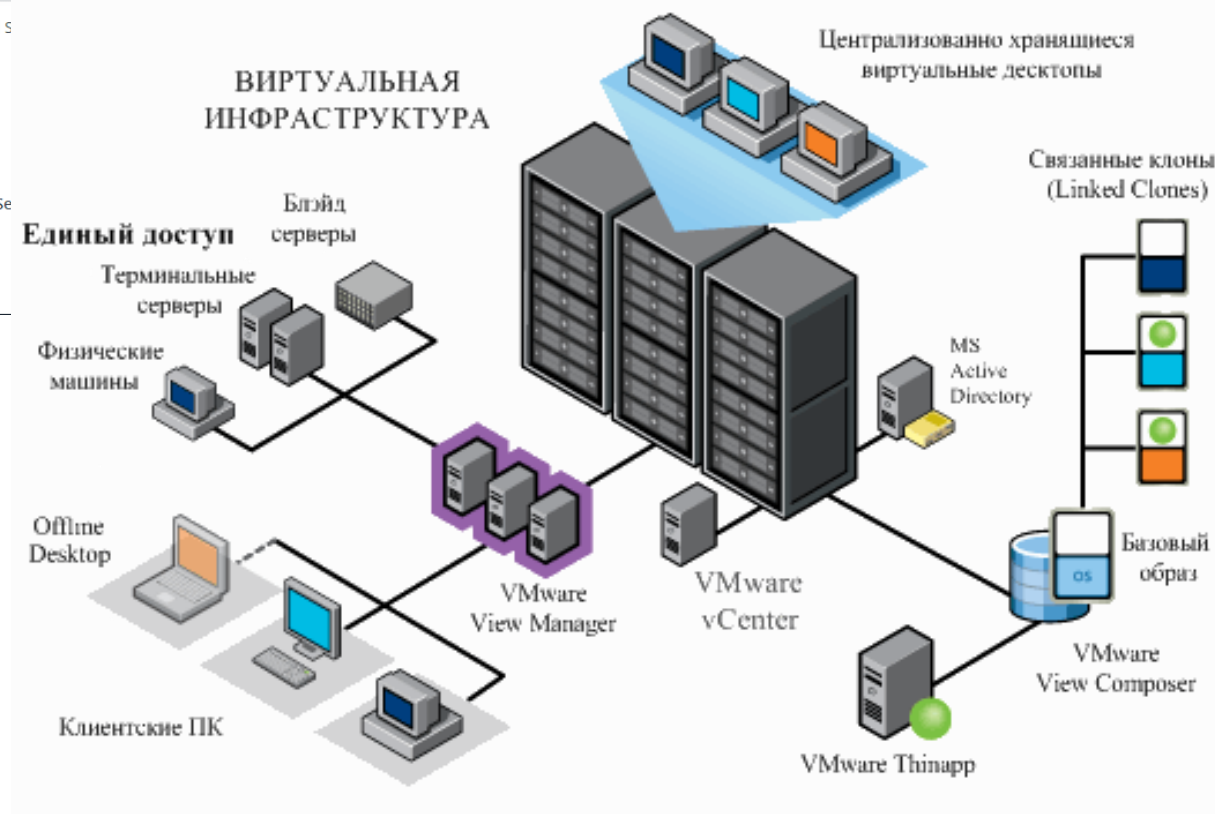 ВИРТУАЛЬНАЯ
ИНФРАСТРУКТУРА
Централизованно хранящиеся
виртуальные десктопы
Связанные клоны
(Linked Clones)
Единый доступ
Блэйд
серверы
Терминальные
серверы
Физические
машины
MS
Active
Directory
Offline
Desktop
VMware
View Manager
VMware
vCenter
Базовый
образ
OS
VMware
View Composer
Клиентские ПК
VMware Thinapp